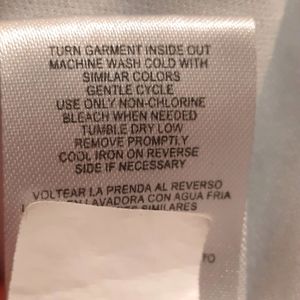 TURN GARMENT INSIDE OUT
MACHINE WASH COLD WITH
SIMILAR COLORS
GENTLE CYCLE
USE ONLY NON-CHLORINE
BLEACH WHEN NEEDED
TUMBLE DRY LOW
REMOVE PROMPTLY
COOL IRON ON REVERSE
SIDE IF NECESSARY
VOLTEAR LA PRENDA AL REVERSO
EN LAVADORA CON AGUA FRIA
SIMILARES